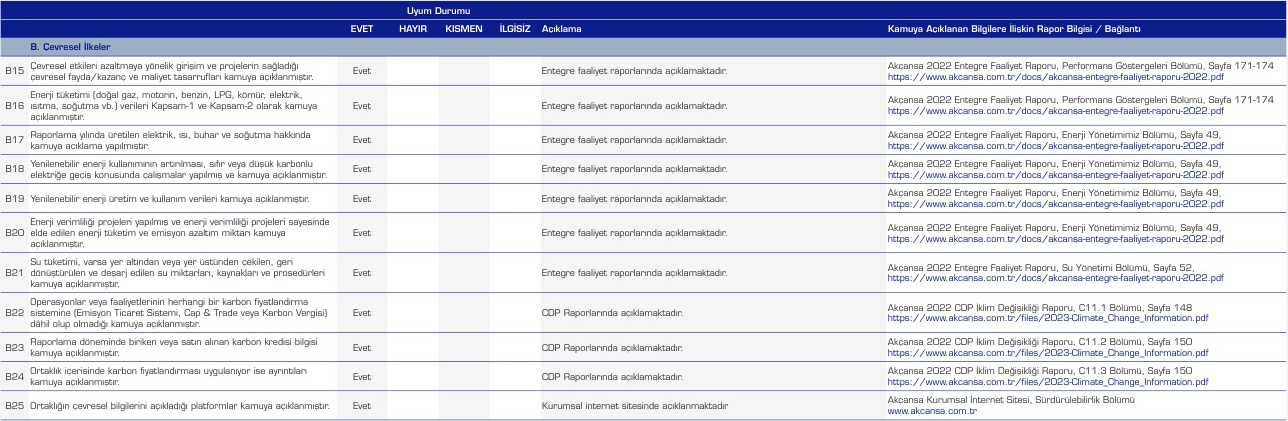 Uyum Durumu
EVET HAYIR KISMEN İLGİSİZ Açıklama Kamuya Açıklanan Bilgilere İlişkin Rapor Bilgisi / Bağlantı
B. Çevresel İlkeler
B15 Çevresel etkileri azaltmaya yönelik girişim ve projelerin sağladığı
çevresel fayda/kazanç ve maliyet tasarrufları kamuya açıklanmıştır.
Evet
Entegre faaliyet raporlarında açıklamaktadır.
Akçansa 2022 Entegre Faaliyet Raporu, Performans Göstergeleri Bölümü, Sayfa 171-174
https://www.akcansa.com.tr/docs/akcansa-entegre-faaliyet-raporu-2022.pdf
B16 Enerji tüketimi (doğal gaz, motorin, benzin, LPG, kömür, elektrik,
ısıtma, soğutma vb.) verileri Kapsam-1 ve Kapsam-2 olarak kamuya
açıklanmıştır.
Evet
Entegre faaliyet raporlarında açıklamaktadır.
Akçansa 2022 Entegre Faaliyet Raporu, Performans Göstergeleri Bölümü, Sayfa 171-174
https://www.akcansa.com.tr/docs/akcansa-entegre-faaliyet-raporu-2022.pdf
B17 Raporlama yılında üretilen elektrik, ısı, buhar ve soğutma hakkında
kamuya açıklama yapılmıştır.
Evet
Entegre faaliyet raporlarında açıklamaktadır.
Akçansa 2022 Entegre Faaliyet Raporu, Enerji Yönetimimiz Bölümü, Sayfa 49,
https://www.akcansa.com.tr/docs/akcansa-entegre-faaliyet-raporu-2022.pdf
B18 Yenilenebilir enerji kullanımının artırılması, sıfır veya düşük karbonlu
elektriğe geçiş konusunda çalışmalar yapılmış ve kamuya açıklanmıştır.
Evet
Entegre faaliyet raporlarında açıklamaktadır.
Akçansa 2022 Entegre Faaliyet Raporu, Enerji Yönetimimiz Bölümü, Sayfa 49,
https://www.akcansa.com.tr/docs/akcansa-entegre-faaliyet-raporu-2022.pdf
B19 Yenilenebilir enerji üretim ve kullanım verileri kamuya açıklanmıştır.
Evet
Entegre faaliyet raporlarında açıklamaktadır.
Akçansa 2022 Entegre Faaliyet Raporu, Enerji Yönetimimiz Bölümü, Sayfa 49,
https://www.akcansa.com.tr/docs/akcansa-entegre-faaliyet-raporu-2022.pdf
B20 Enerji verimliliği projeleri yapılmış ve enerji verimliliği projeleri sayesinde
elde edilen enerji tüketim ve emisyon azaltım miktarı kamuya
açıklanmıştır.
Evet
Entegre faaliyet raporlarında açıklamaktadır.
Akçansa 2022 Entegre Faaliyet Raporu, Enerji Yönetimimiz Bölümü, Sayfa 49,
https://www.akcansa.com.tr/docs/akcansa-entegre-faaliyet-raporu-2022.pdf
B21 Su tüketimi, varsa yer altından veya yer üstünden çekilen, geri
dönüştürülen ve deşarj edilen su miktarları, kaynakları ve prosedürleri
kamuya açıklanmıştır.
Evet
Entegre faaliyet raporlarında açıklamaktadır.
Akçansa 2022 Entegre Faaliyet Raporu, Su Yönetimi Bölümü, Sayfa 52,
https://www.akcansa.com.tr/docs/akcansa-entegre-faaliyet-raporu-2022.pdf
B22 Operasyonlar veya faaliyetlerinin herhangi bir karbon fiyatlandırma
sistemine (Emisyon Ticaret Sistemi, Cap & Trade veya Karbon Vergisi)
dâhil olup olmadığı kamuya açıklanmıştır.
Evet
CDP Raporlarında açıklamaktadır.
Akçansa 2022 CDP İklim Değişikliği Raporu, C11.1 Bölümü, Sayfa 148
https://www.akcansa.com.tr/files/2023-Climate_Change_Information.pdf
B23 Raporlama döneminde biriken veya satın alınan karbon kredisi bilgisi
kamuya açıklanmıştır.
Evet
CDP Raporlarında açıklamaktadır.
Akçansa 2022 CDP İklim Değişikliği Raporu, C11.2 Bölümü, Sayfa 150
https://www.akcansa.com.tr/files/2023-Climate_Change_Information.pdf
B24 Ortaklık içerisinde karbon fiyatlandırması uygulanıyor ise ayrıntıları
kamuya açıklanmıştır.
Evet
CDP Raporlarında açıklamaktadır.
Akçansa 2022 CDP İklim Değişikliği Raporu, C11.3 Bölümü, Sayfa 150
https://www.akcansa.com.tr/files/2023-Climate_Change_Information.pdf
B25 Ortaklığın çevresel bilgilerini açıkladığı platformlar kamuya açıklanmıştır.
Evet
Kurumsal internet sitesinde açıklanmaktadır
Akçansa Kurumsal İnternet Sitesi, Sürdürülebilirlik Bölümü
www.akcansa.com.tr